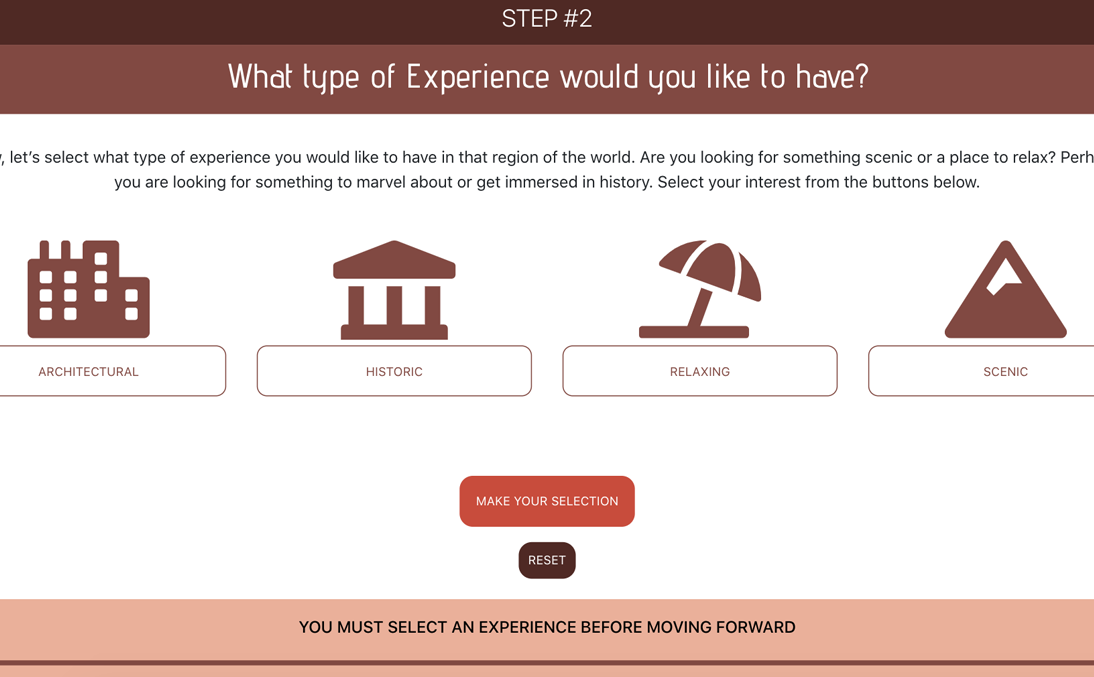 STEP #2
What type of Experience would you like to have?
, let’s select what type of experience you would like to have in that region of the world. Are you looking for something scenic or a place to relax?
you are looking for something to marvel about or get immersed in history. Select your interest from the buttons below.
ARCHITECTURAL
HISTORIC
RELAXING
SCENIC
MAKE YOUR SELECTION
RESET
YOU MUST SELECT AN EXPERIENCE BEFORE MOVING FORWARD